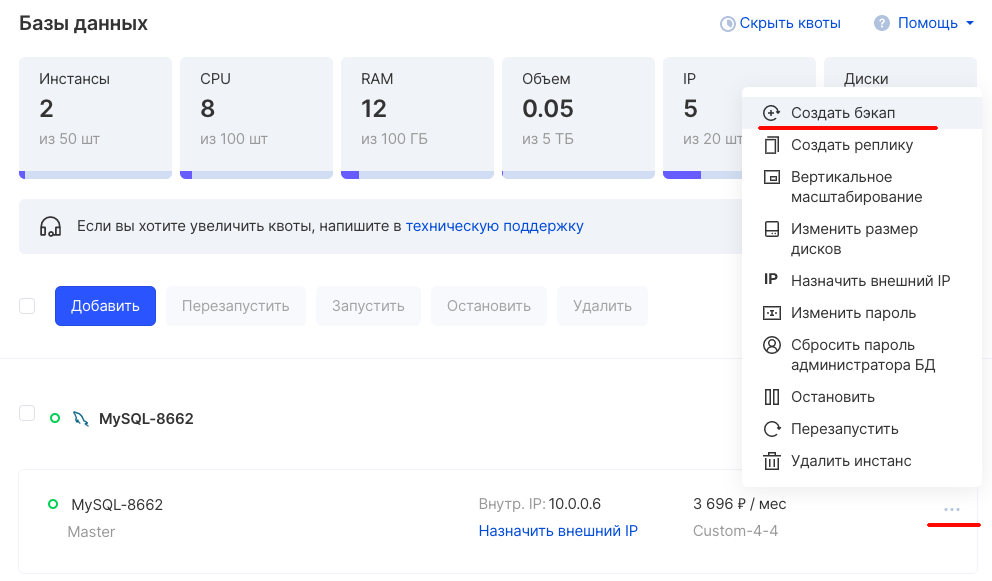 Базы данных
Скрыть квоты
Помощь
Инстансы
2
из 50 шт
CPU
8
из 100 шт
RAM
12
из 100 ГБ
Объем
0.05
из 5 ТБ
IP
5
из 20 шт
Диски
Создать бэкап
Создать реплику
Вертикальное
масштабирование
Изменить размер
дисков
IP Назначить внешний IP
Изменить пароль
Сбросить пароль
администратора БД
Остановить
Перезапустить
Удалить инстанс
Если вы хотите увеличить квоты, напишите в техническую поддержку
Добавить
Перезапустить
Запустить
Остановить
Удалить
MySQL-8662
MySQL-8662
Master
Внутр. IP: 10.0.0.6
Назначить внешний IP
3 696 ₽ / мес
Custom-4-4